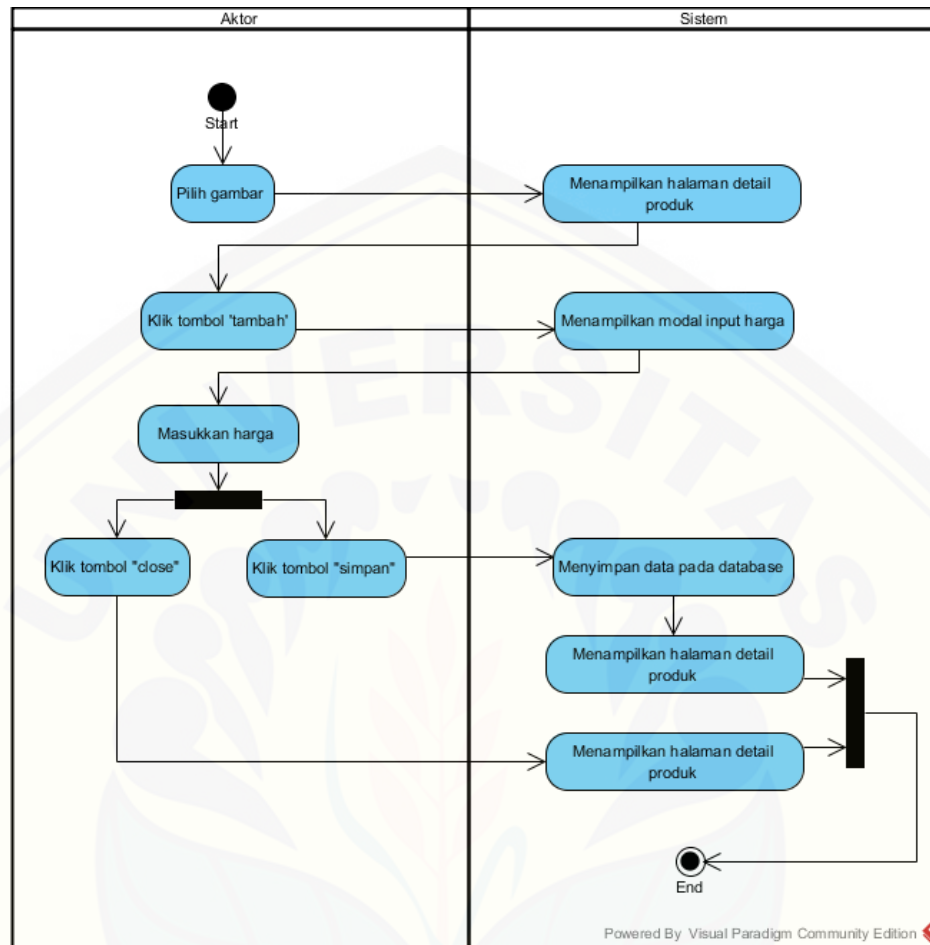 Aktor
Sistem
Start
Pilih gambar
Menampilkan halaman detail
produk
Klik tombol 'tambah'
Menampilkan modal input harga
Masukkan harga
Klik tombol "close"
Klik tombol "simpan"
Menyimpan data pada database
Menampilkan halaman detail
produk
Menampilkan halaman detail
produk
End
UNIVERSITAS
Powered By Visual Paradigm Community Edition